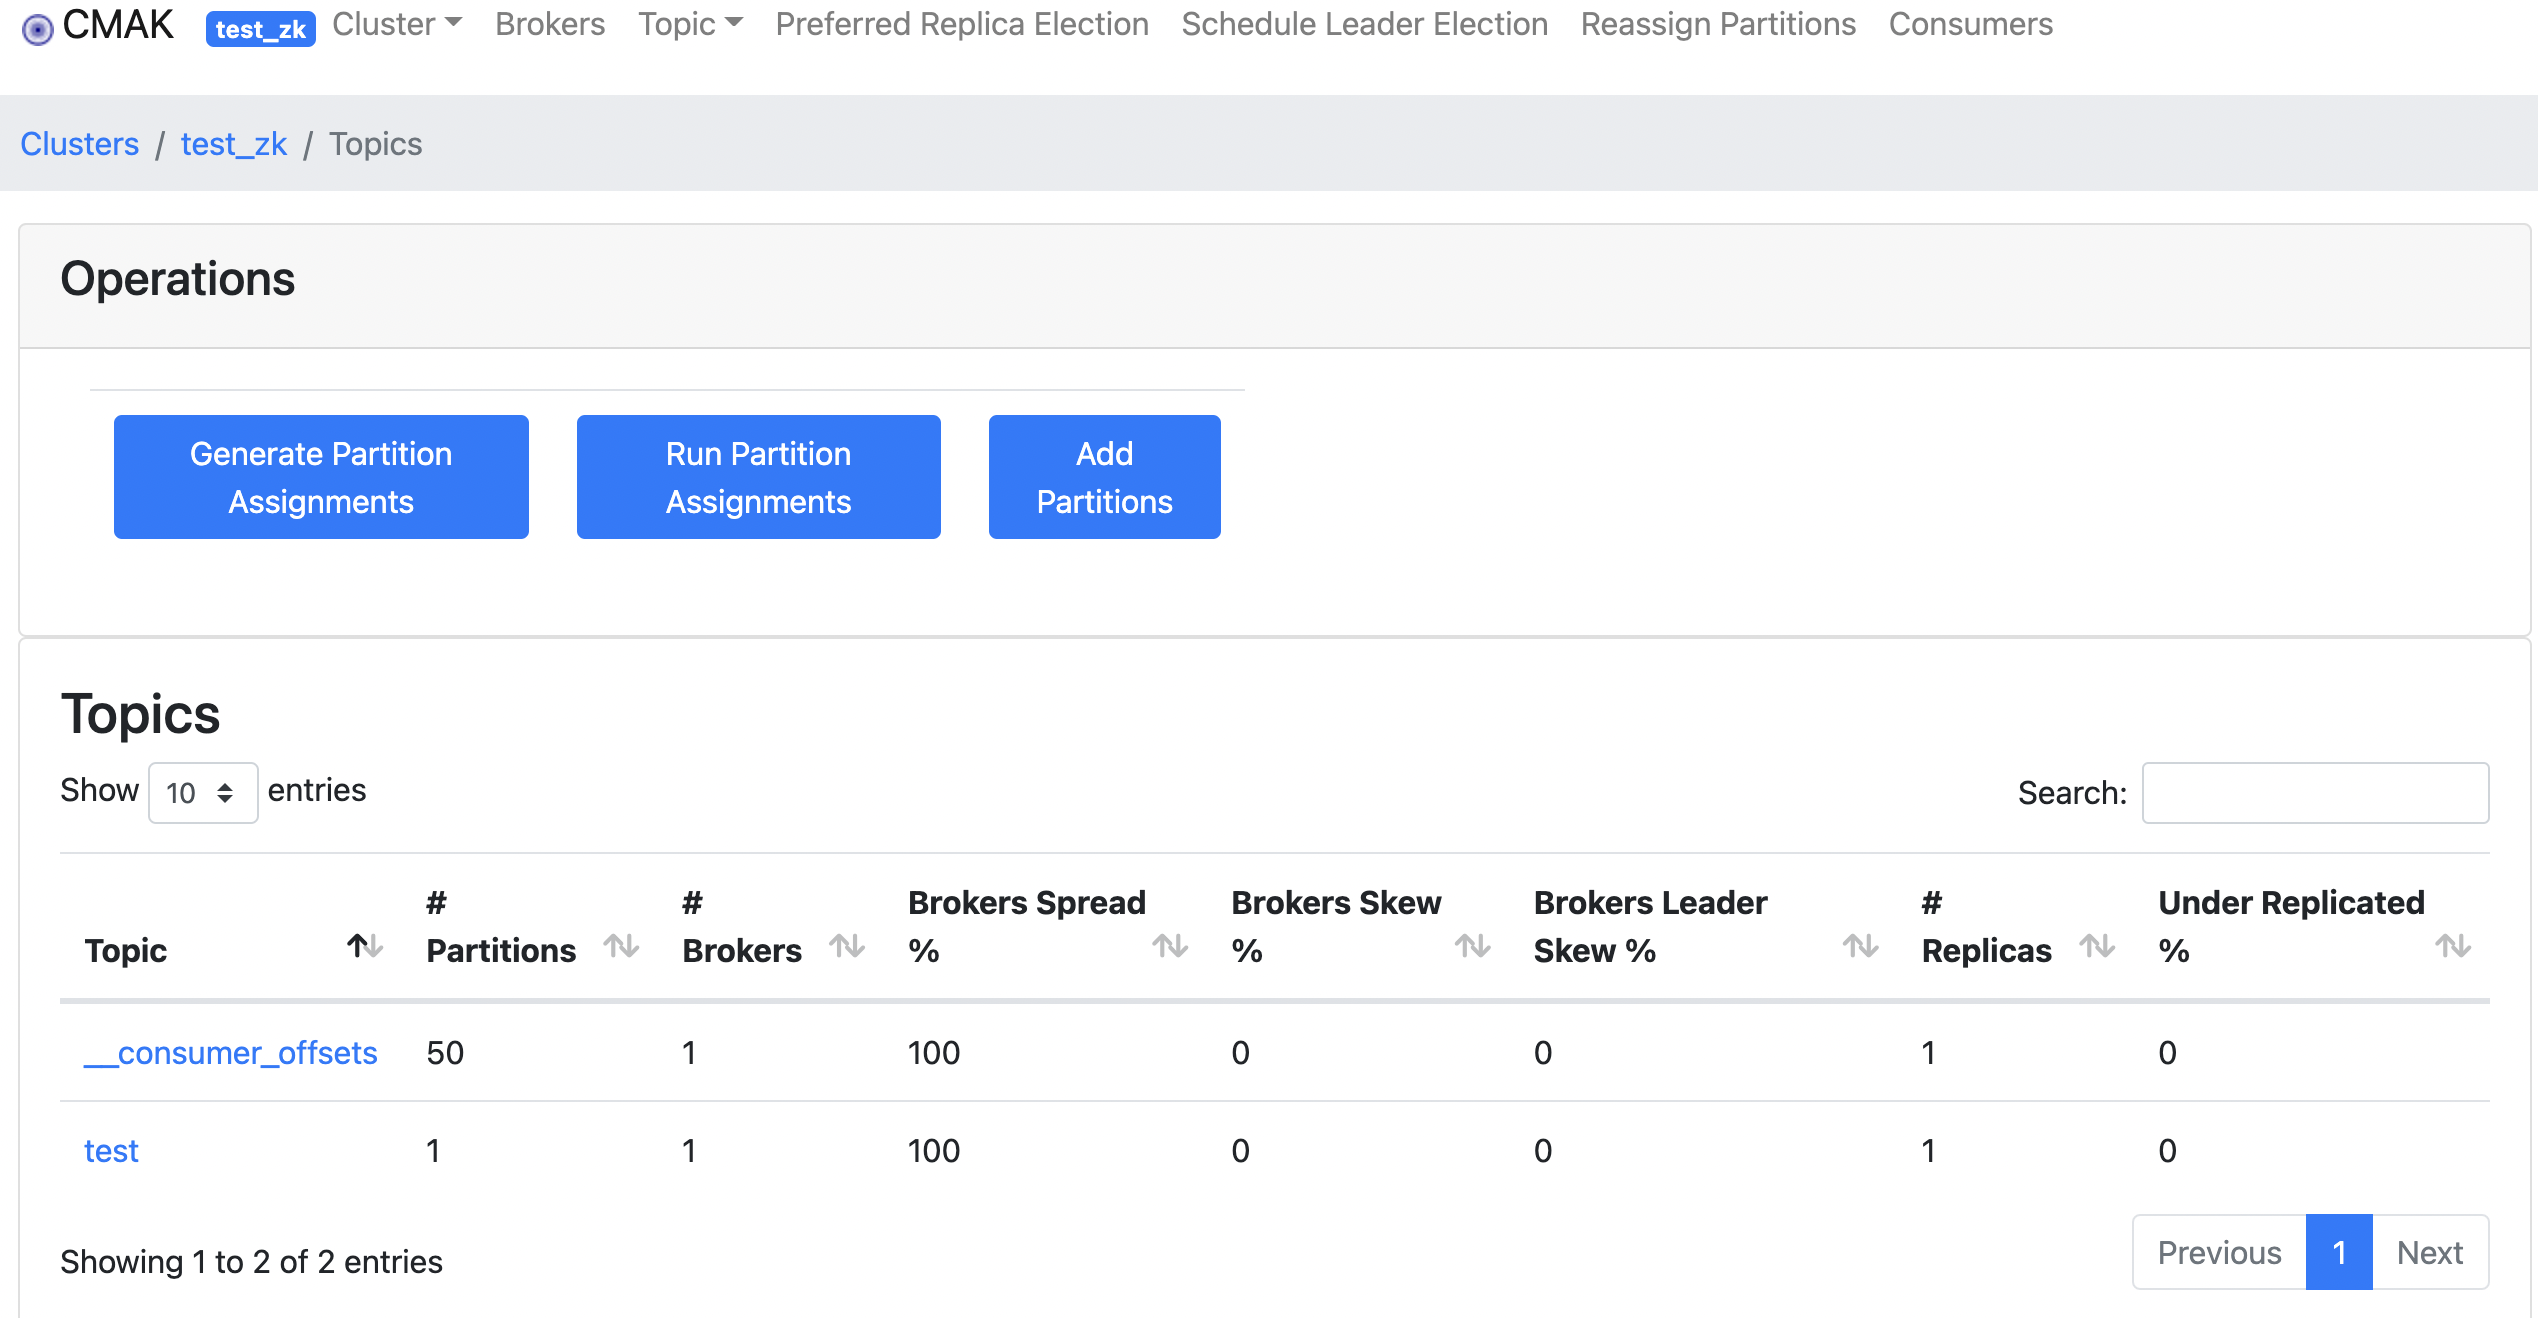 CMAK test_zk Cluster Brokers Topic Preferred Replica Election Schedule Leader Election Reassign Partitions Consumers
Clusters / test_zk / Topics
Operations
Generate Partition
Assignments
Run Partition
Assignments
Add
Partitions
Topics
Show 10 entries
Search:
Topic
#
Partitions
#
Brokers
Brokers Spread
%
Brokers Skew
%
Brokers Leader
Skew %
#
Replicas
Under Replicated
%
__consumer_offsets 50 1 100 0 0 1 0
test 1 1 100 0 0 1 0
Showing 1 to 2 of 2 entries
Previous 1 Next